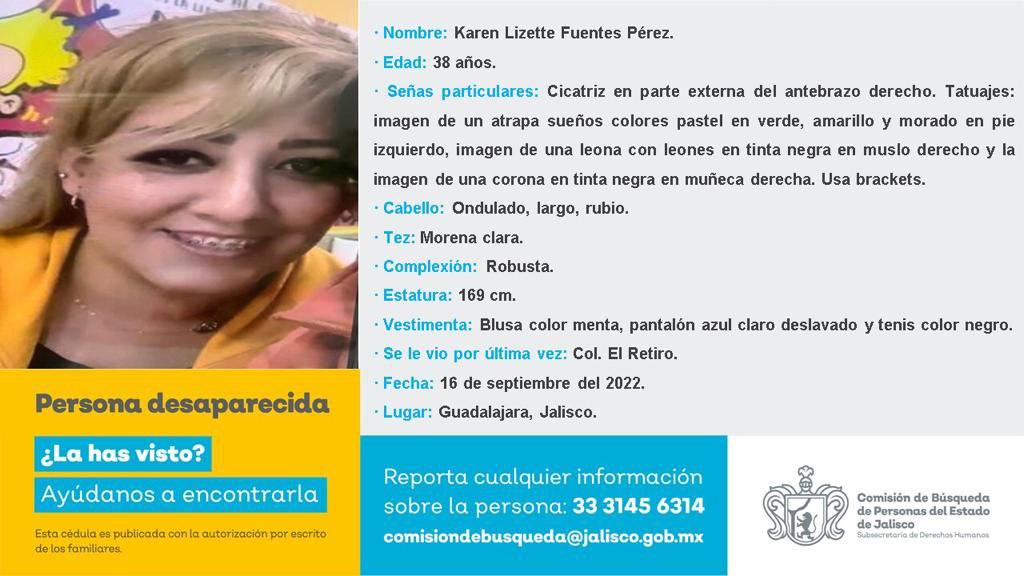 · Nombre: Karen Lizette Fuentes Pérez.
· Edad: 38 años.
· Señas particulares: Cicatriz en parte externa del antebrazo derecho. Tatuajes:
imagen de un atrapa sueños colores pastel en verde, amarillo y morado en pie
izquierdo, imagen de una leona con leones en tinta negra en muslo derecho y la
imagen de una corona en tinta negra en muñeca derecha. Usa brackets.
· Cabello: Ondulado, largo, rubio.
· Tez: Morena clara.
· Complexión: Robusta.
· Estatura: 169 cm.
· Vestimenta: Blusa color menta, pantalón azul claro deslavado y tenis color negro.
· Se le vio por última vez: Col. El Retiro.
· Fecha: 16 de septiembre del 2022.
· Lugar: Guadalajara, Jalisco.
Persona desaparecida
¿La has visto?
Ayúdanos a encontrarla
Esta cédula es publicada con la autorización por escrito
de los familiares.
Reporta cualquier información
sobre la persona: 33 3145 6314
comisiondebusqueda@jalisco.gob.mx
Comisión de Búsqueda
de Personas del Estado
de Jalisco
Subsecretaría de Derechos Humanos